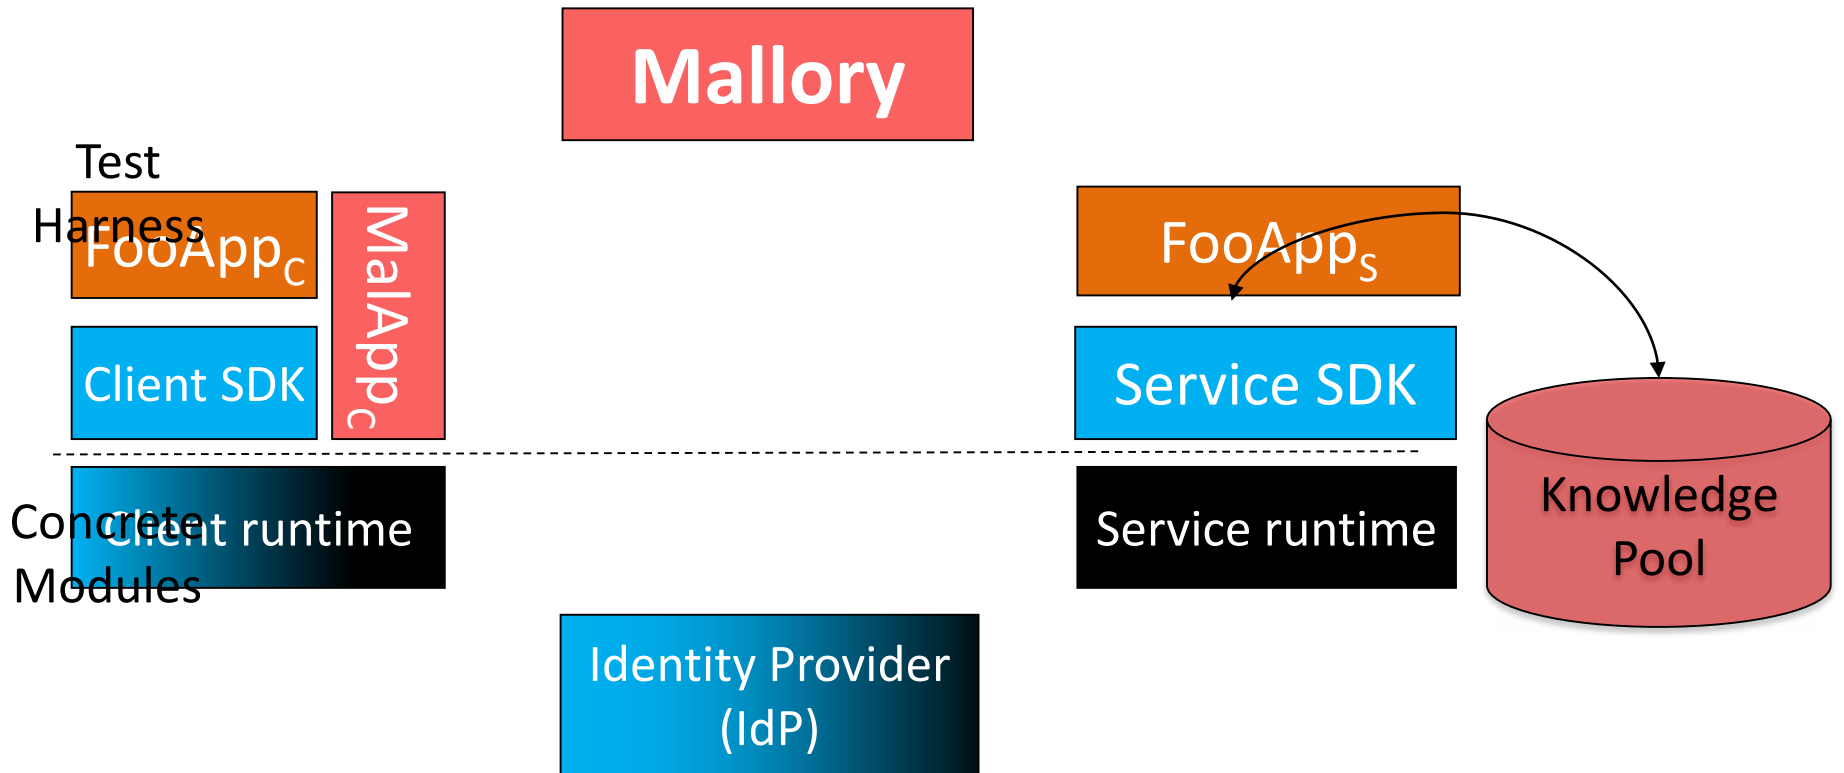 Mallory
Test
Harness
FooAppC
MalAppC
FooAppS
Client SDK
Service SDK
Concrete
Modules
Client runtime
Service runtime
Knowledge
Pool
Identity Provider
(IdP)